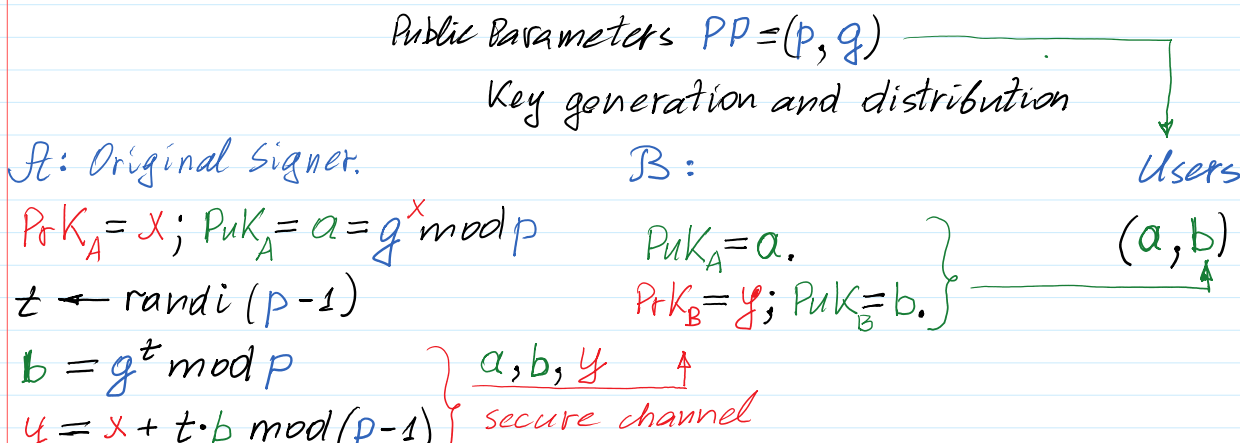 Public Parameters PP = (p, g)
Key generation and distribution
A: Original Signer.
B:
Users
PrK_A = x; PuK_A = a = g^x mod p
PuK_A = a.
(a, b)
t ← randi (p-1)
PrK_B = y; PuK_B = b.
b = g^t mod p
a, b, y
secure channel
y = x + t·b mod (p-1)